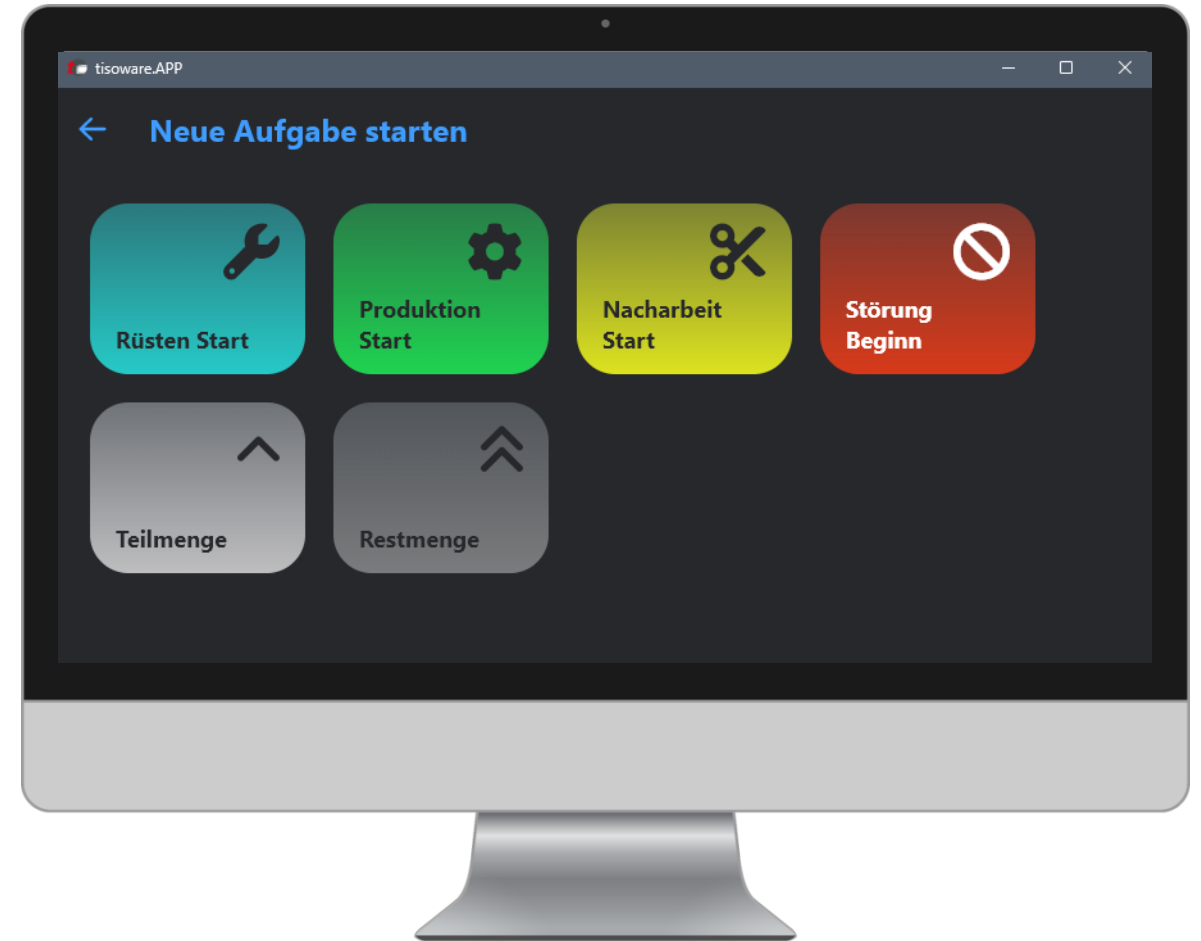 tisoware.APP
Neue Aufgabe starten
Rüsten Start
Produktion
Start
Nacharbeit
Start
Störung
Beginn
Teilmenge
Restmenge